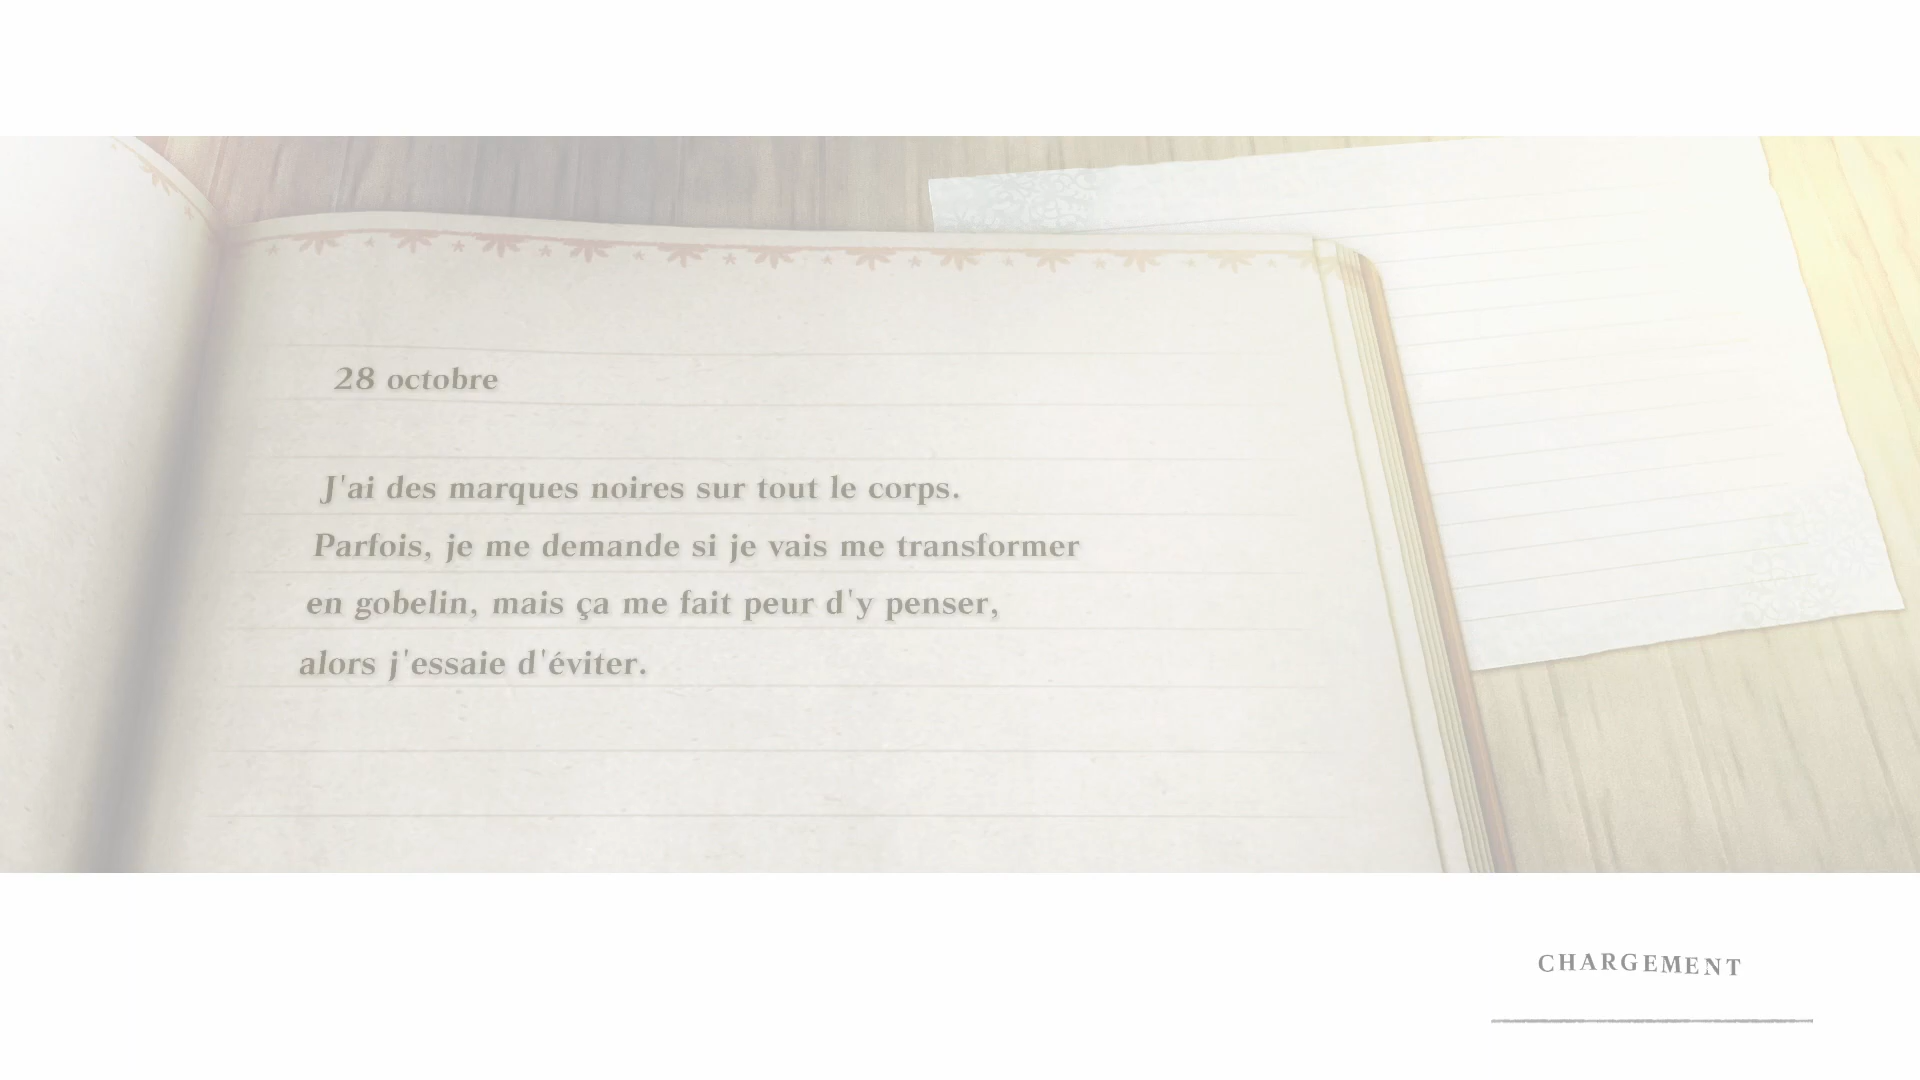 28 octobre
J'ai des marques noires sur tout le corps.
Parfois, je me demande si je vais me transformer
en gobelin, mais ça me fait peur d'y penser,
alors j'essaie d'éviter.
CHARGEMENT